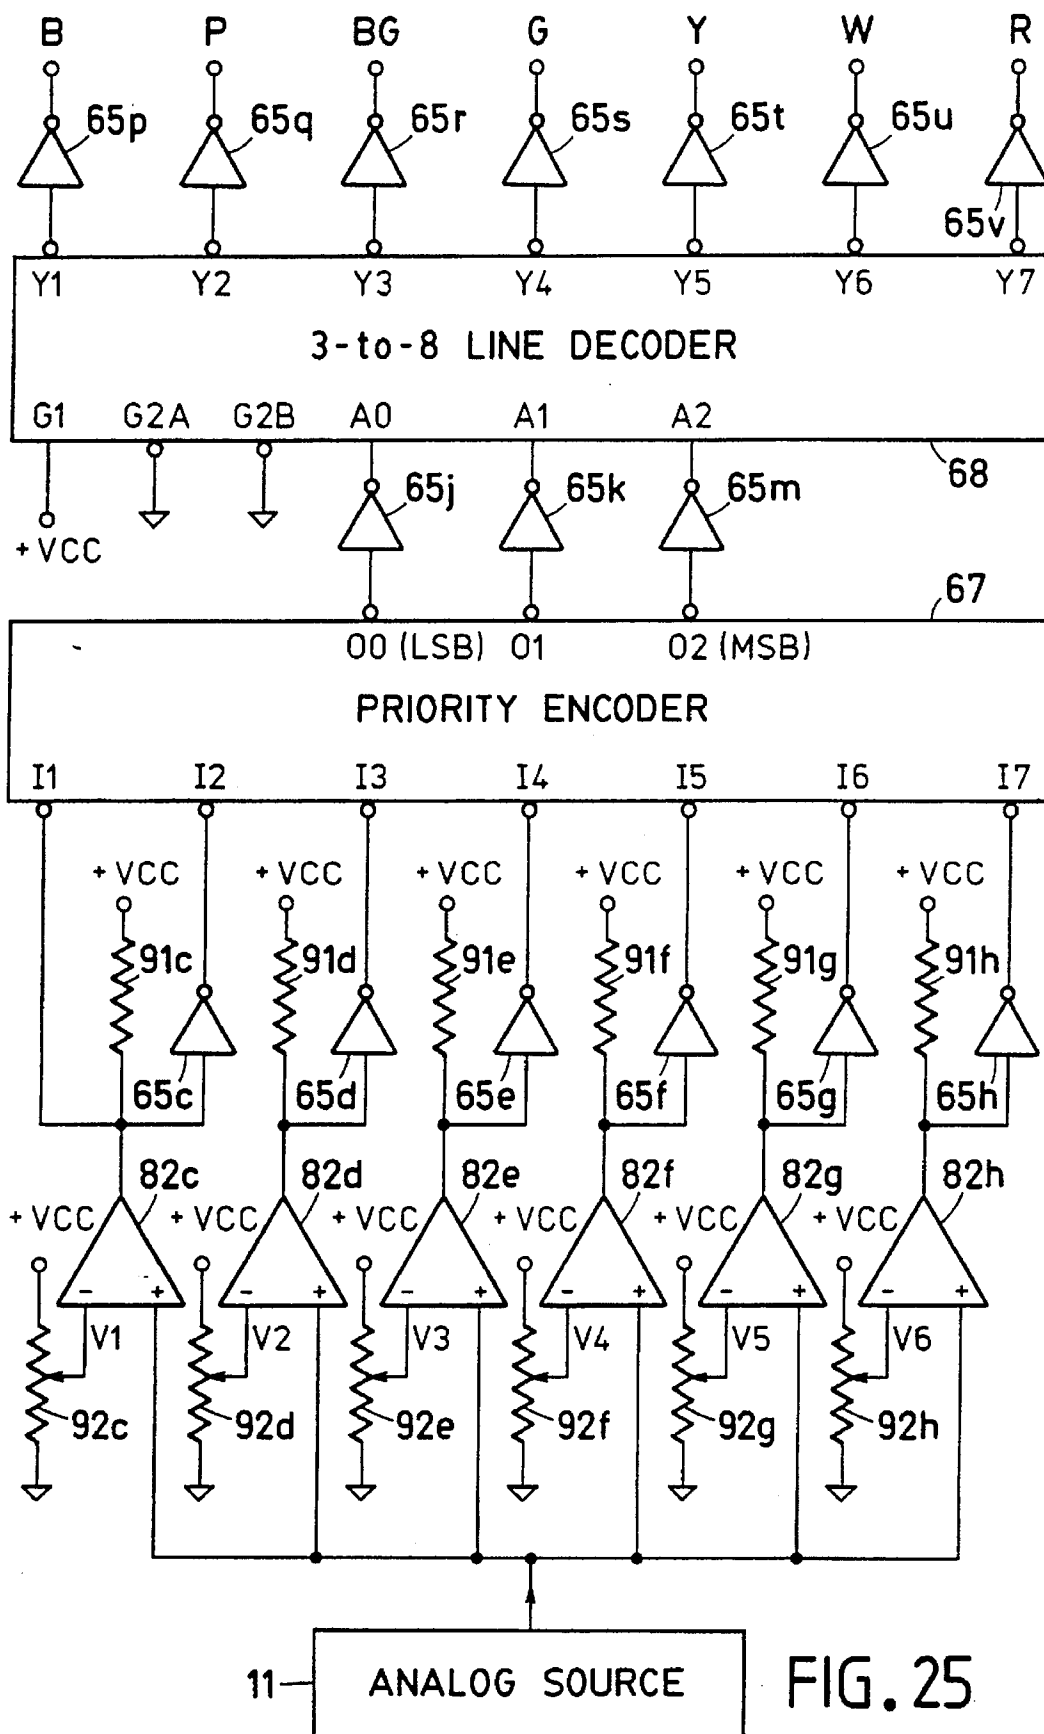 B P BG G Y W R
65p 65q 65r 65s 65t 65u
65v
Y1 Y2 Y3 Y4 Y5 Y6 Y7
3-to-8 LINE DECODER
G1 G2A G2B A0 A1 A2
68
65j 65k 65m
+VCC
67
O0 (LSB) O1 O2 (MSB)
PRIORITY ENCODER
I1 I2 I3 I4 I5 I6 I7
+VCC +VCC +VCC +VCC +VCC +VCC
91c 91d 91e 91f 91g 91h
65c 65d 65e 65f 65g 65h
82c 82d 82e 82f 82g 82h
+VCC +VCC +VCC +VCC +VCC +VCC
- + - + - + - + - + - +
V1 V2 V3 V4 V5 V6
92c 92d 92e 92f 92g 92h
11 ANALOG SOURCE
FIG. 25